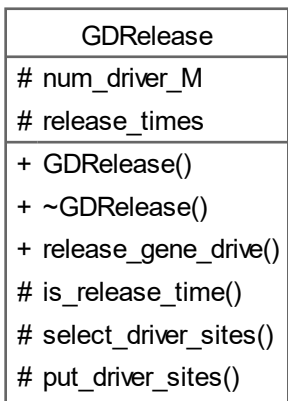 GDRelease
# num_driver_M
# release_times
+ GDRelease()
+ ~GDRelease()
+ release_gene_drive()
# is_release_time()
# select_driver_sites()
# put_driver_sites()